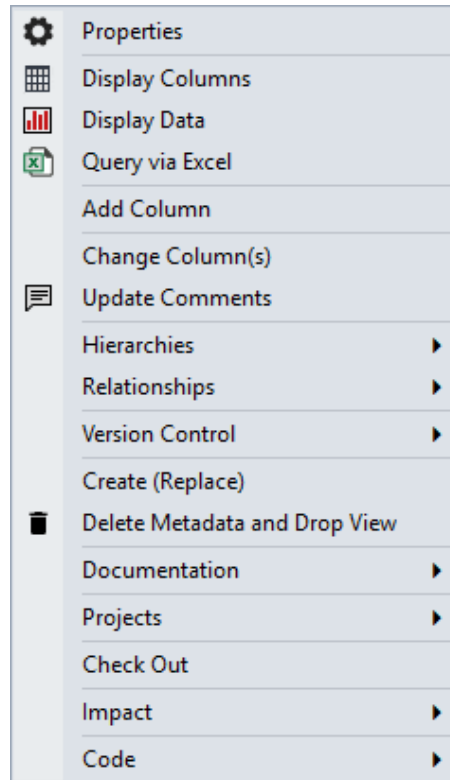 Properties
Display Columns
Display Data
Query via Excel
Add Column
Change Column(s)
Update Comments
Hierarchies
Relationships
Version Control
Create (Replace)
Delete Metadata and Drop View
Documentation
Projects
Check Out
Impact
Code